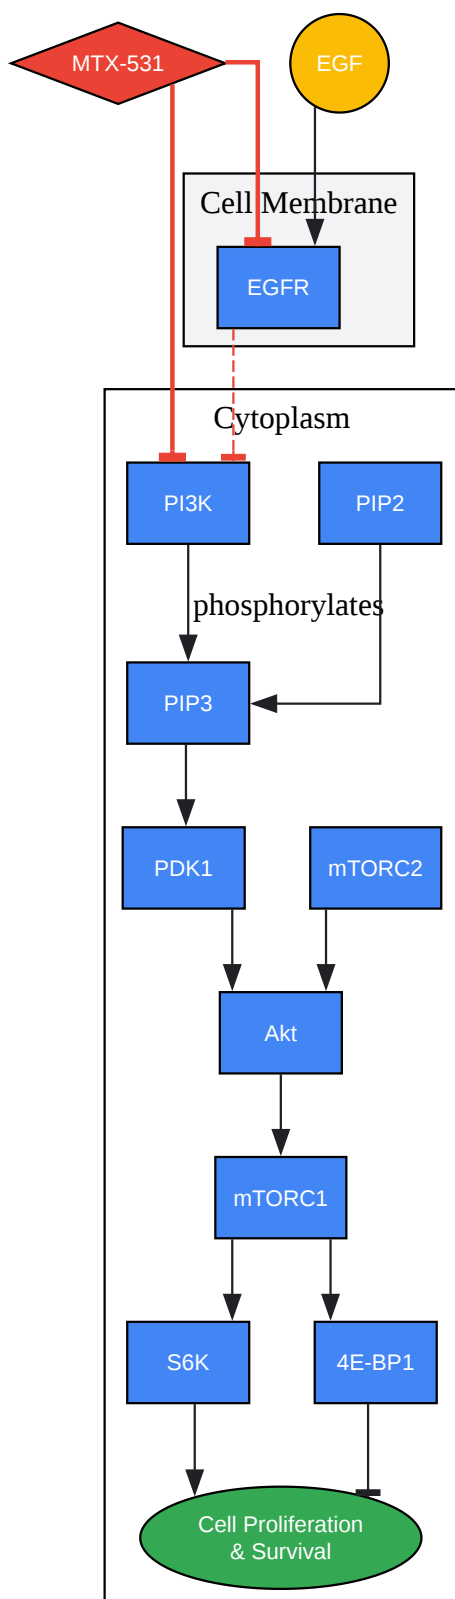 MTX-531
EGF
Cell Membrane
EGFR
Cytoplasm
PI3K
PIP2
phosphorylates
PIP3
PDK1
mTORC2
Akt
mTORC1
S6K
4E-BP1
Cell Proliferation
& Survival